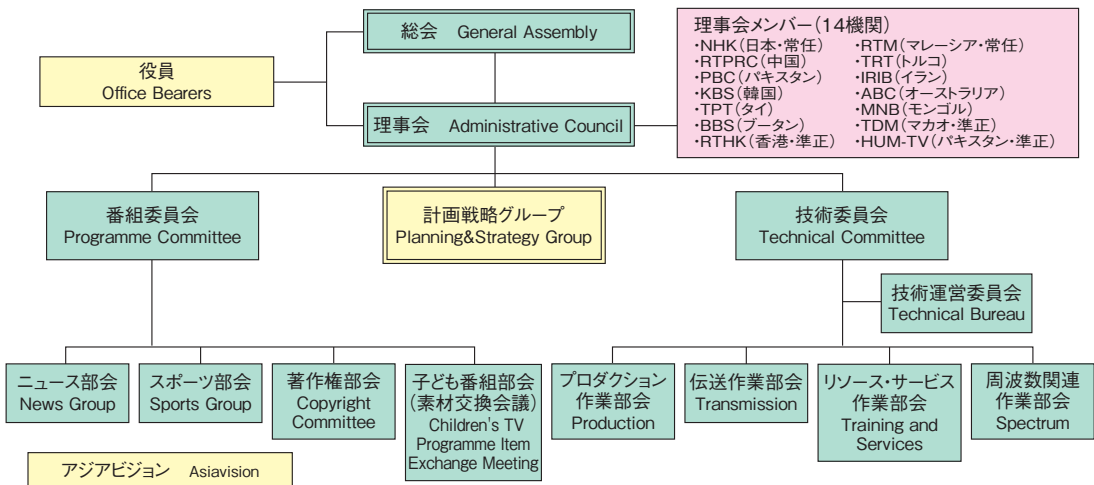 総会 General Assembly
役員
Office Bearers
理事会 Administrative Council
理事会メンバー(14機関)
・NHK(日本・常任)
・RTPRC(中国)
・PBC(パキスタン)
・KBS(韓国)
・TPT(タイ)
・BBS(ブータン)
・RTHK(香港・準正)
・RTM(マレーシア・常任)
・TRT(トルコ)
・IRIB(イラン)
・ABC(オーストラリア)
・MNB(モンゴル)
・TDM(マカオ・準正)
・HUM-TV(パキスタン・準正)
番組委員会
Programme Committee
計画戦略グループ
Planning&Strategy Group
技術委員会
Technical Committee
技術運営委員会
Technical Bureau
ニュース部会
News Group
スポーツ部会
Sports Group
著作権部会
Copyright
Committee
子ども番組部会
(素材交換会議)
Children's TV
Programme Item
Exchange Meeting
プロダクション
作業部会
Production
伝送作業部会
Transmission
リソース・サービス
作業部会
Training and
Services
周波数関連
作業部会
Spectrum
アジアビジョン Asiavision